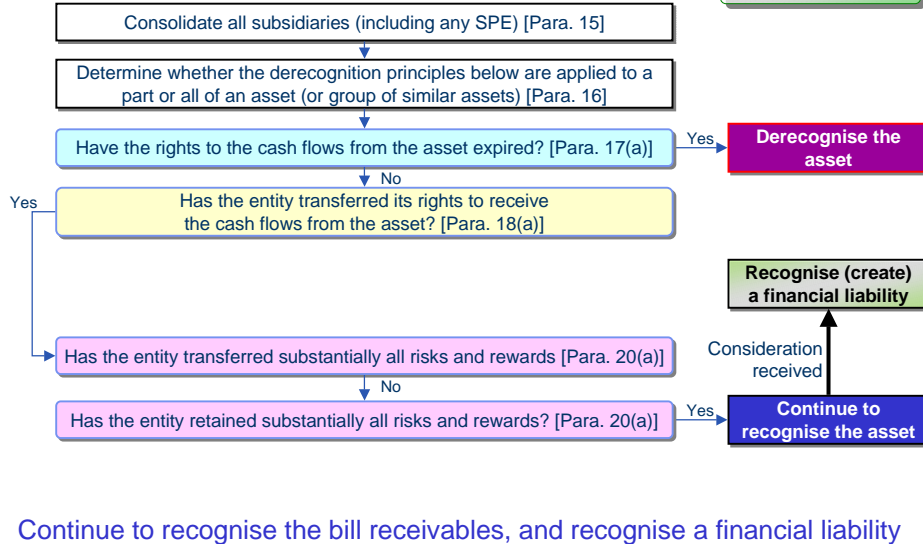 Consolidate all subsidiaries (including any SPE) [Para. 15]
Determine whether the derecognition principles below are applied to a
part or all of an asset (or group of similar assets) [Para. 16]
Have the rights to the cash flows from the asset expired? [Para. 17(a)]
Yes
Derecognise the
asset
No
Yes
Has the entity transferred its rights to receive
the cash flows from the asset? [Para. 18(a)]
Recognise (create)
a financial liability
Has the entity transferred substantially all risks and rewards [Para. 20(a)]
Consideration
received
No
Has the entity retained substantially all risks and rewards? [Para. 20(a)]
Yes
Continue to
recognise the asset
Continue to recognise the bill receivables, and recognise a financial liability